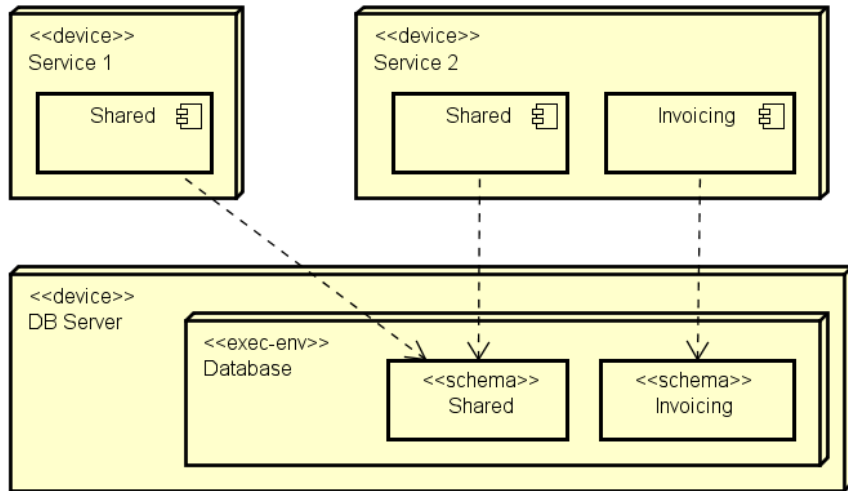 <<device>>
Service 1
Shared
<<device>>
Service 2
Shared
Invoicing
<<device>>
DB Server
<<exec-env>>
Database
<<schema>>
Shared
<<schema>>
Invoicing